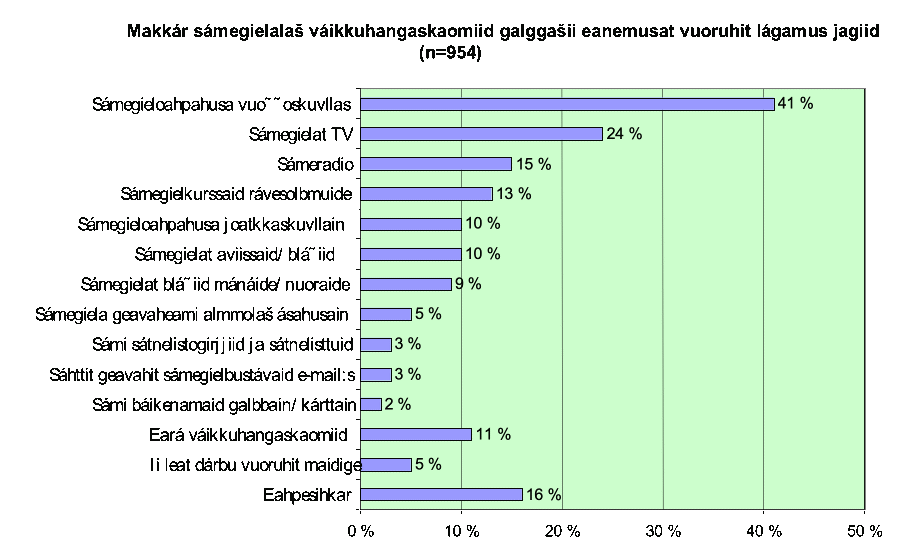 Makkár sámegielalaš váikkuhangaskaomiid galggašii eanemusat vuoruhit lágamus jagiid
(n=954)
Sámegieloahpahusa vuo˜˜oskuvllas
41 %
Sámegielat TV
24 %
Sámeradio
15 %
Sámegielkurssaid rávesolbmuide
13 %
Sámegieloahpahusa joatkkaskuvllain
10 %
Sámegielat aviissaid/ blá˜iid
10 %
Sámegielat blá˜iid mánáide/ nuoraide
9 %
Sámegiela geavaheami almmolaš ásahusain
5 %
Sámi sátnelistogirjjiid ja sátnelisttuid
3 %
Sáhttit geavahit sámegielbustávaid e-mail:s
3 %
Sámi báikenamaid galbbain/ kárttain
2 %
Eará váikkuhangaskaomiid
11 %
Ii leat dárbu vuoruhit maidige
5 %
Eahpesihkar
16 %
0 % 10 % 20 % 30 % 40 % 50 %